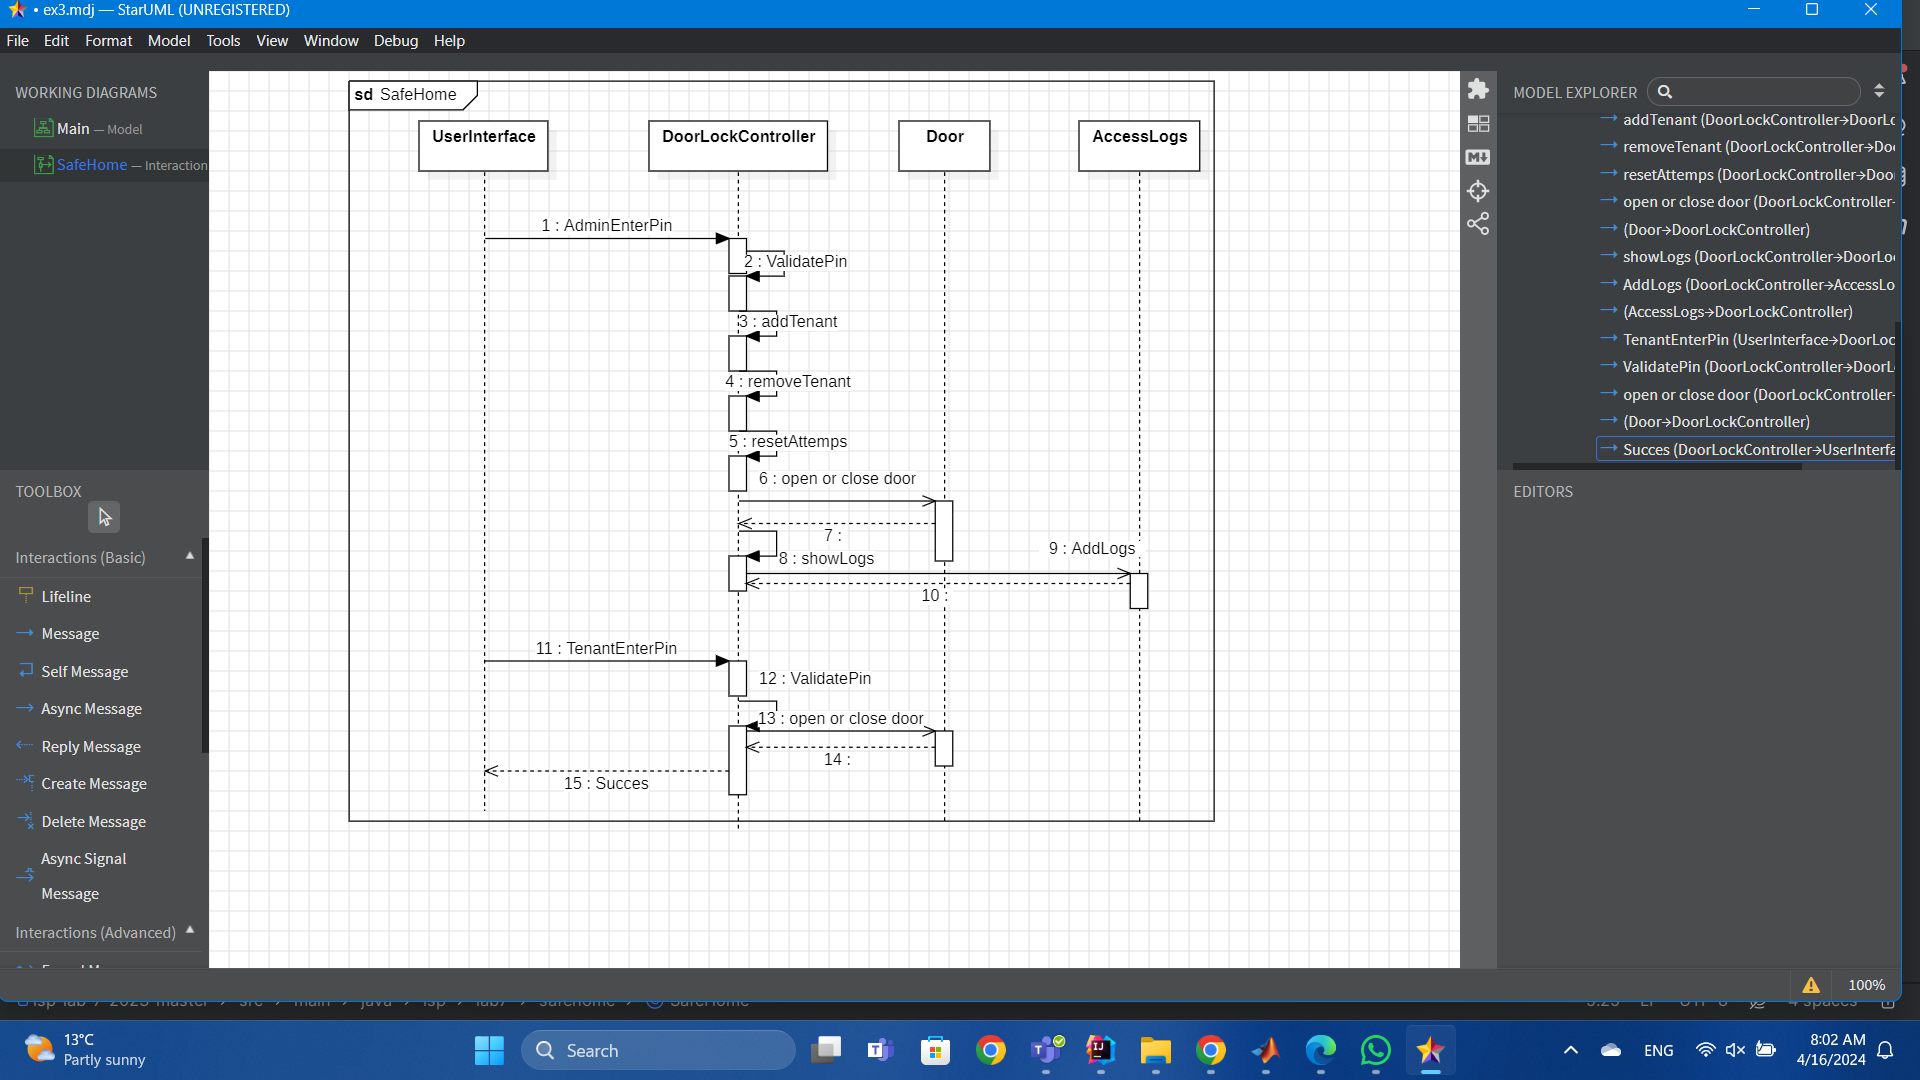 • ex3.mdj — StarUML (UNREGISTERED)
File Edit Format Model Tools View Window Debug Help
WORKING DIAGRAMS
Main — Model
SafeHome — Interaction
TOOLBOX
Interactions (Basic)
Lifeline
Message
Self Message
Async Message
Reply Message
Create Message
Delete Message
Async Signal
Message
Interactions (Advanced)
sd SafeHome
UserInterface
DoorLockController
Door
AccessLogs
1 : AdminEnterPin
2 : ValidatePin
3 : addTenant
4 : removeTenant
5 : resetAttemps
6 : open or close door
7 :
8 : showLogs
9 : AddLogs
10 :
11 : TenantEnterPin
12 : ValidatePin
13 : open or close door
14 :
15 : Succes
MODEL EXPLORER
addTenant (DoorLockController→DoorLo
removeTenant (DoorLockController→Doo
resetAttemps (DoorLockController→Door
open or close door (DoorLockController-
(Door→DoorLockController)
showLogs (DoorLockController→DoorLo
AddLogs (DoorLockController→AccessLo
(AccessLogs→DoorLockController)
TenantEnterPin (UserInterface→DoorLoc
ValidatePin (DoorLockController→DoorL
open or close door (DoorLockController-
(Door→DoorLockController)
Succes (DoorLockController→UserInterfa
EDITORS
100%
13°C
Partly sunny
Search
ENG
8:02 AM
4/16/2024